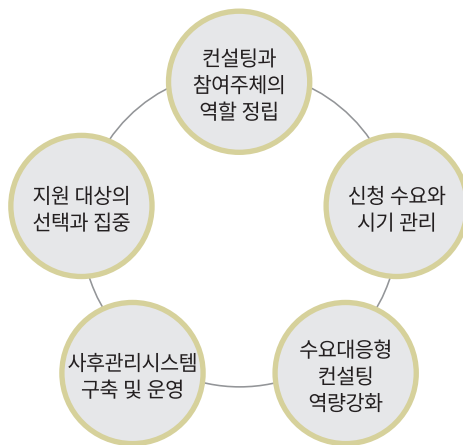 컨설팅과
참여주체의
역할 정립
신청 수요와
시기 관리
수요대응형
컨설팅
역량강화
사후관리시스템
구축 및 운영
지원 대상의
선택과 집중